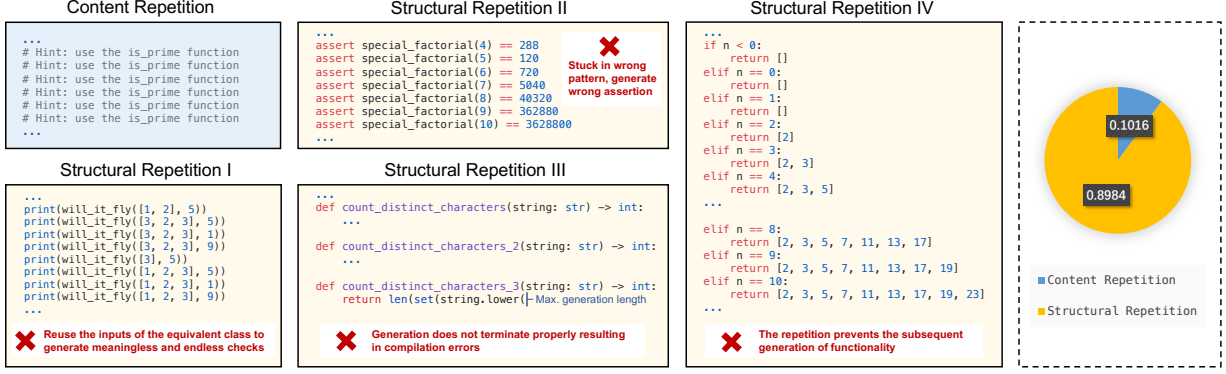 Content Repetition
...
# Hint: use the is_prime function
# Hint: use the is_prime function
# Hint: use the is_prime function
# Hint: use the is_prime function
# Hint: use the is_prime function
# Hint: use the is_prime function
...
Structural Repetition I
...
print(will_it_fly([1, 2], 5))
print(will_it_fly([3, 2, 3], 5))
print(will_it_fly([3, 2, 3], 1))
print(will_it_fly([3, 2, 3], 9))
print(will_it_fly([3], 5))
print(will_it_fly([1, 2, 3], 5))
print(will_it_fly([1, 2, 3], 1))
print(will_it_fly([1, 2, 3], 9))
...
Reuse the inputs of the equivalent class to
generate meaningless and endless checks
Structural Repetition II
...
assert special_factorial(4) == 288
assert special_factorial(5) == 120
assert special_factorial(6) == 720
assert special_factorial(7) == 5040
assert special_factorial(8) == 40320
assert special_factorial(9) == 362880
assert special_factorial(10) == 3628800
...
Stuck in wrong
pattern, generate
wrong assertion
Structural Repetition III
...
def count_distinct_characters(string: str) -> int:
...
def count_distinct_characters_2(string: str) -> int:
...
def count_distinct_characters_3(string: str) -> int:
return len(set(string.lower( Max. generation length
Generation does not terminate properly resulting
in compilation errors
Structural Repetition IV
...
if n < 0:
return []
elif n == 0:
return []
elif n == 1:
return []
elif n == 2:
return [2]
elif n == 3:
return [2, 3]
elif n == 4:
return [2, 3, 5]
...
elif n == 8:
return [2, 3, 5, 7, 11, 13, 17]
elif n == 9:
return [2, 3, 5, 7, 11, 13, 17, 19]
elif n == 10:
return [2, 3, 5, 7, 11, 13, 17, 19, 23]
...
The repetition prevents the subsequent
generation of functionality
0.1016
0.8984
Content Repetition
Structural Repetition